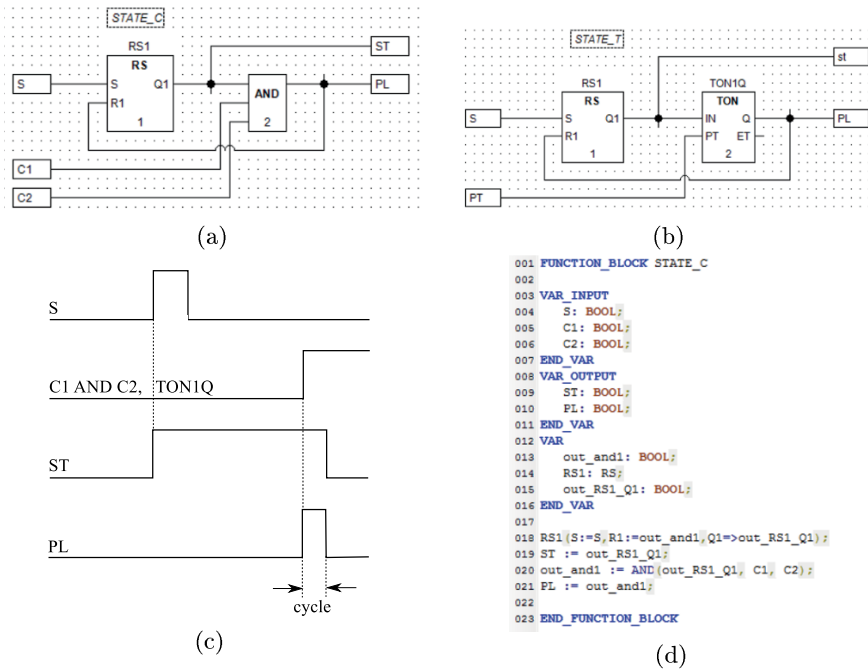 STATE_C
RS1
RS
S
S Q1
R1
1
AND
2
ST
PL
C1
C2
(a)
STATE_T
RS1
RS
S
S Q1
R1
1
TON1Q
TON
IN Q
PT ET
2
st
PL
PT
(b)
S
C1 AND C2, TON1Q
ST
PL
cycle
(c)
001 FUNCTION_BLOCK STATE_C
002
003 VAR_INPUT
004 S: BOOL;
005 C1: BOOL;
006 C2: BOOL;
007 END_VAR
008 VAR_OUTPUT
009 ST: BOOL;
010 PL: BOOL;
011 END_VAR
012 VAR
013 out_and1: BOOL;
014 RS1: RS;
015 out_RS1_Q1: BOOL;
016 END_VAR
017
018 RS1(S:=S,R1:=out_and1,Q1=>out_RS1_Q1);
019 ST := out_RS1_Q1;
020 out_and1 := AND(out_RS1_Q1, C1, C2);
021 PL := out_and1;
022
023 END_FUNCTION_BLOCK
(d)